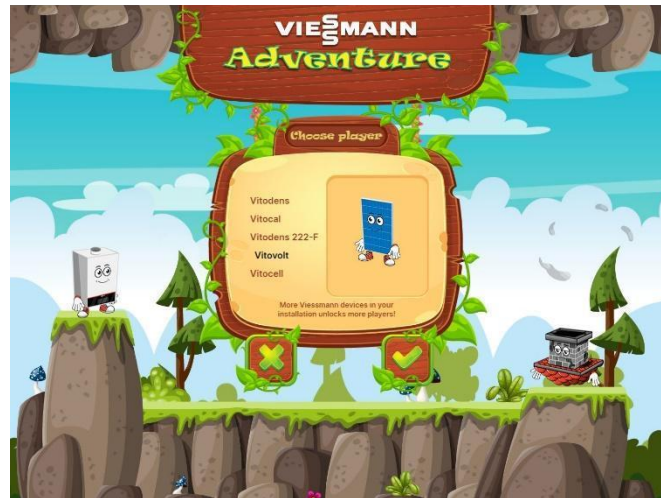 VIESSMANN
Adventure
Choose player
Vitodens
Vitocal
Vitodens 222-F
Vitovolt
Vitocell
More Viessmann devices in your
installation unlocks more players!